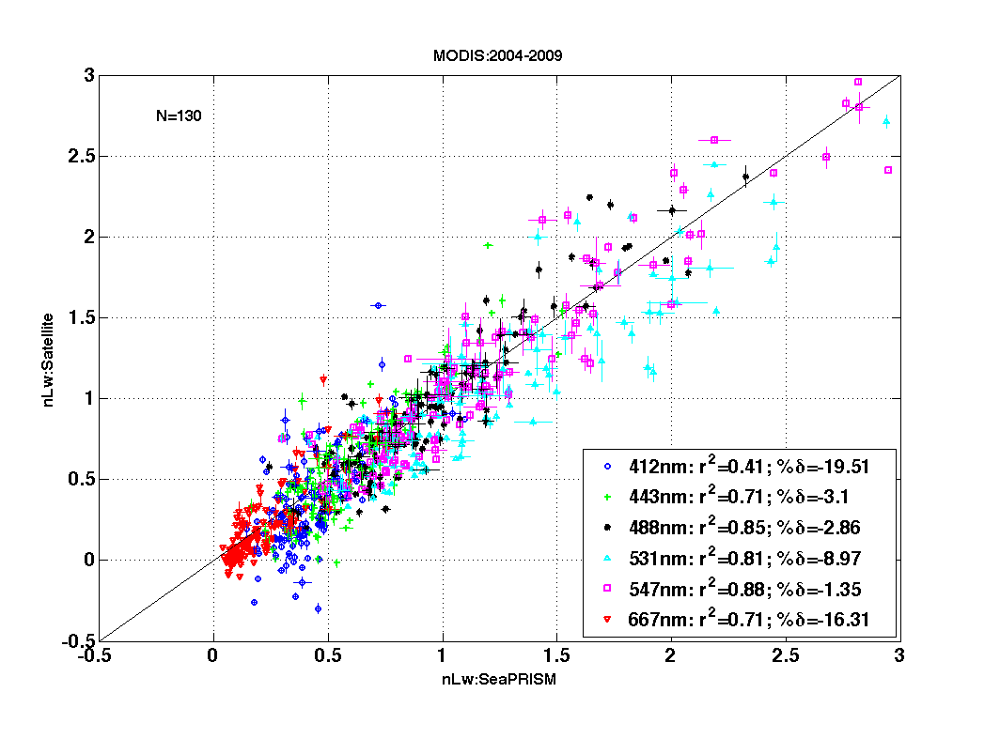 MODIS:2004-2009
3
N=130
2.5
2
1.5
nLw:Satellite
1
0.5
412nm: r²=0.41; %δ=-19.51
443nm: r²=0.71; %δ=-3.1
488nm: r²=0.85; %δ=-2.86
0
531nm: r²=0.81; %δ=-8.97
547nm: r²=0.88; %δ=-1.35
667nm: r²=0.71; %δ=-16.31
-0.5
-0.5 0 0.5 1 1.5 2 2.5 3
nLw:SeaPRISM